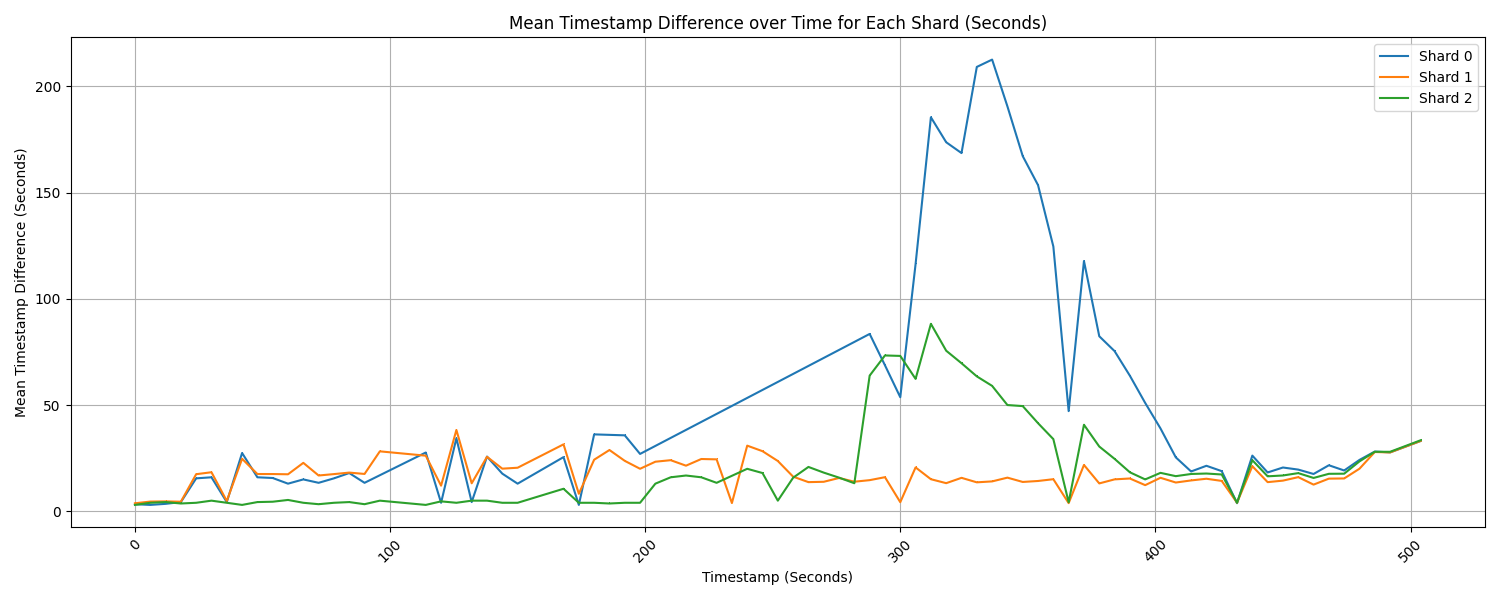 Mean Timestamp Difference over Time for Each Shard (Seconds)
Shard 0
Shard 1
Shard 2
Mean Timestamp Difference (Seconds)
200
150
100
50
0
0
100
200
300
400
500
Timestamp (Seconds)